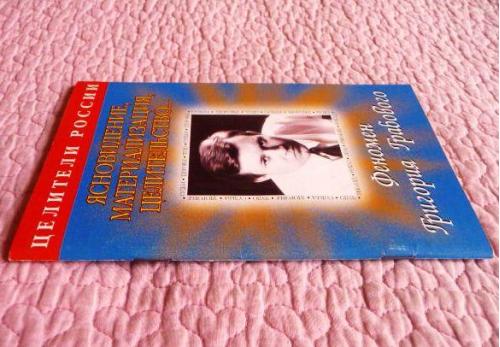 ЦЕЛИТЕЛИ РОССИИ
ЯСНОВИДЕНИЕ,
МАТЕРИАЛИЗАЦИЯ,
ЦЕЛИТЕЛЬСТВО...
Феномен
Григория Грабового